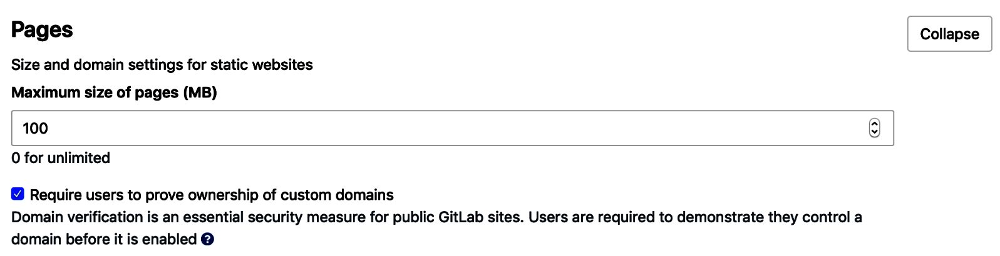 Pages
Collapse
Size and domain settings for static websites
Maximum size of pages (MB)
100
0 for unlimited
Require users to prove ownership of custom domains
Domain verification is an essential security measure for public GitLab sites. Users are required to demonstrate they control a
domain before it is enabled ?